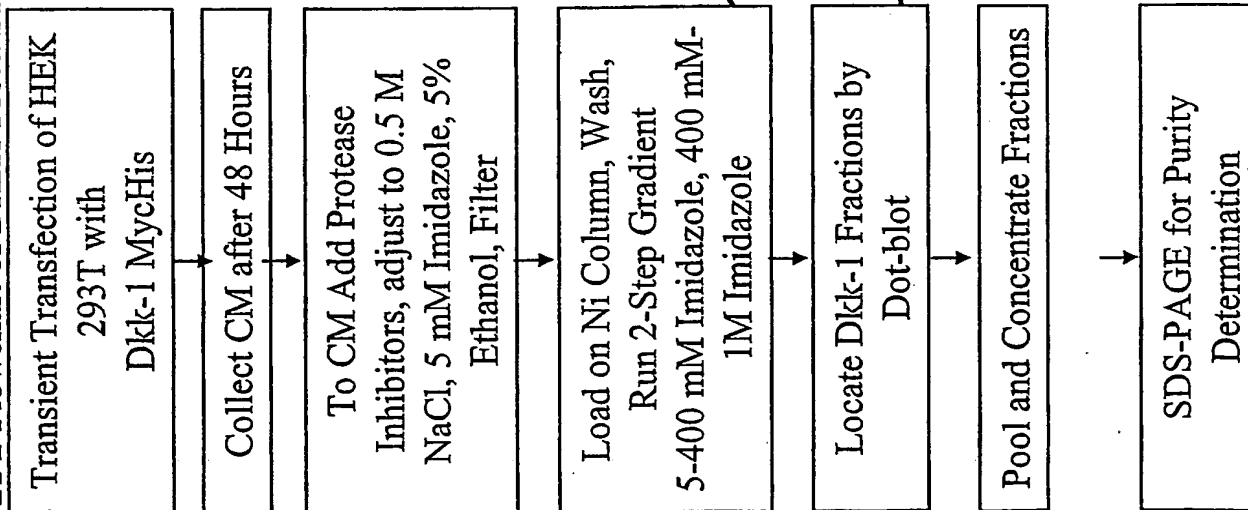 Transient Transfection of HEK
293T with
Dkk-1 MycHis
Collect CM after 48 Hours
To CM Add Protease
Inhibitors, adjust to 0.5 M
NaCl, 5 mM Imidazole, 5%
Ethanol, Filter
Load on Ni Column, Wash,
Run 2-Step Gradient
5-400 mM Imidazole, 400 mM-
1M Imidazole
Locate Dkk-1 Fractions by
Dot-blot
Pool and Concentrate Fractions
SDS-PAGE for Purity
Determination